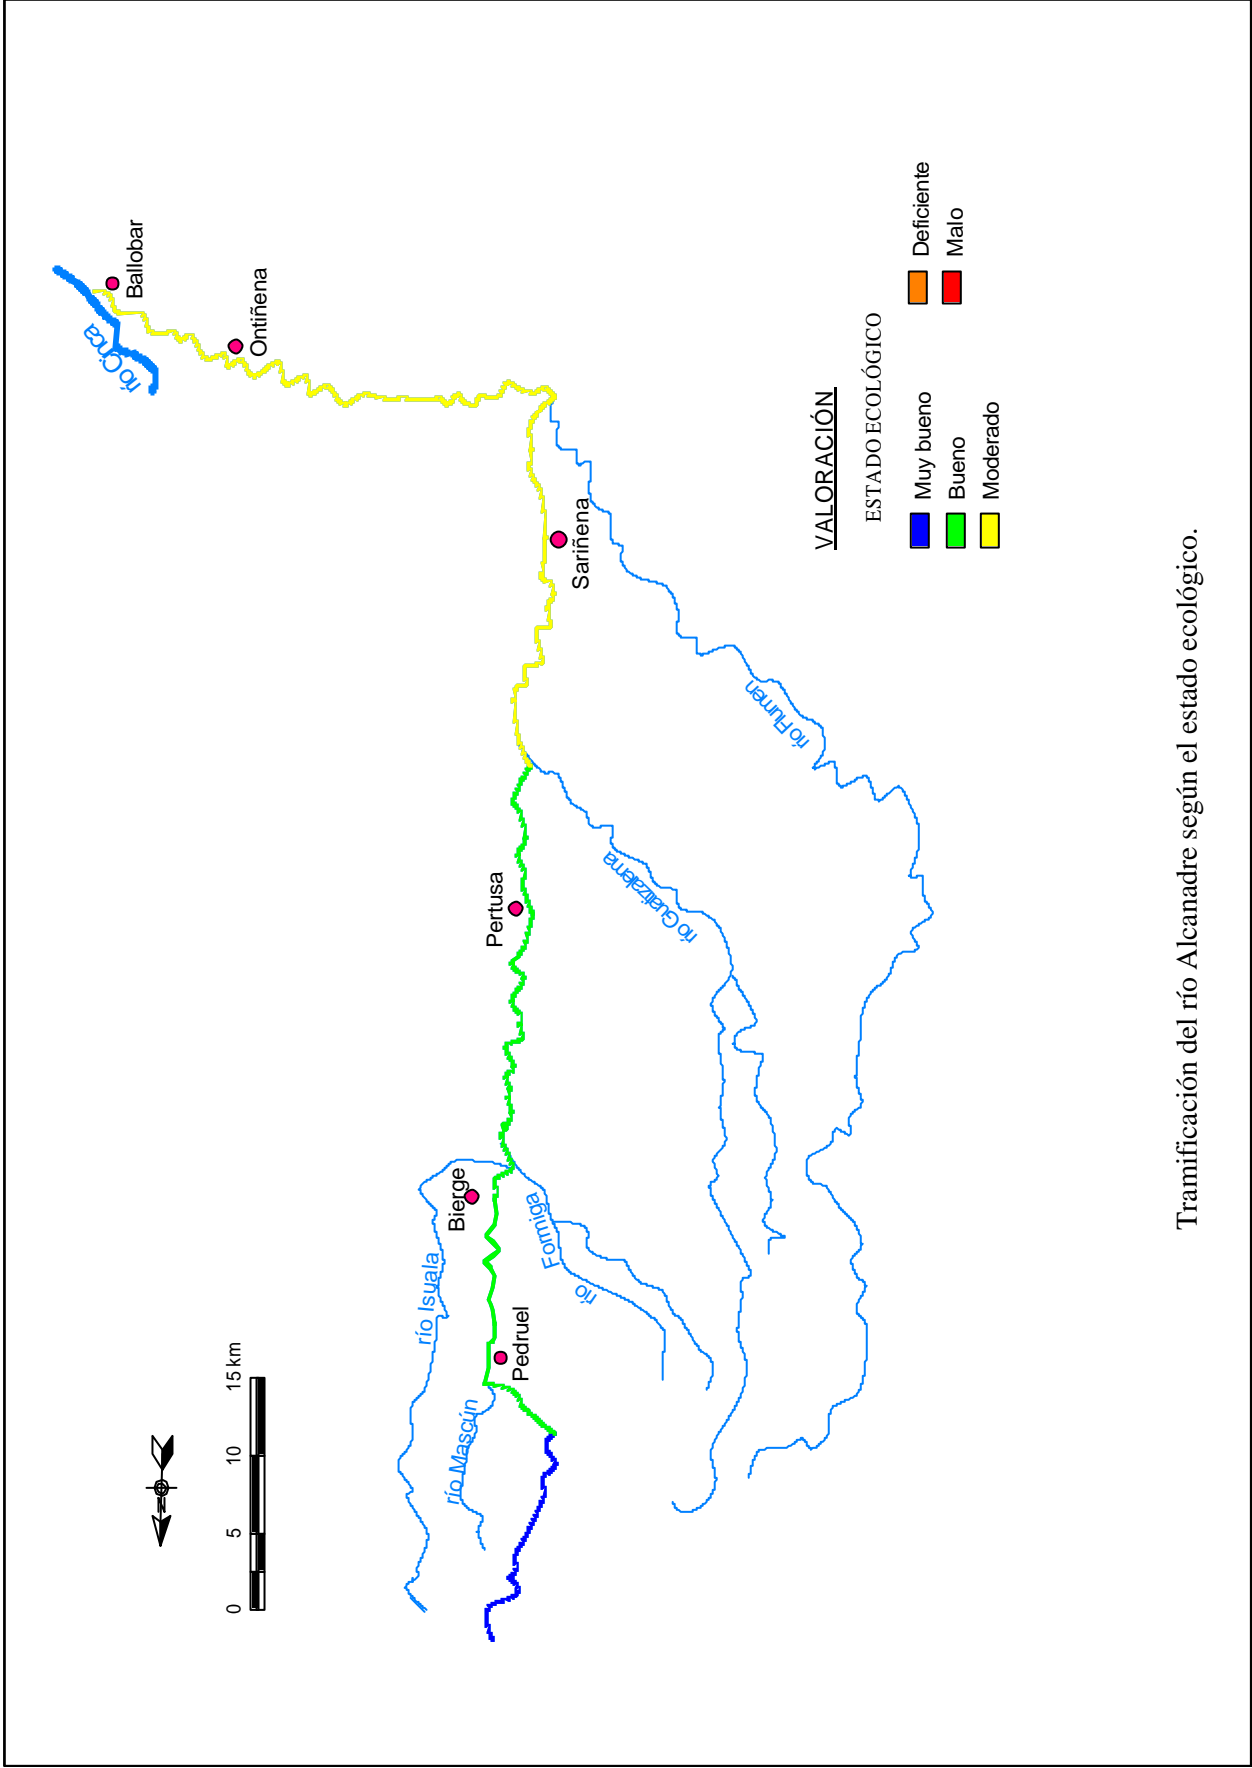 0 5 10 15 km
N
río Isuala
río Mascún
Bierge
Pedruel
río Formiga
Pertusa
río Guatizalema
río Flumen
Sariñena
Ontiñena
Ballobar
río Cinca
VALORACIÓN
ESTADO ECOLÓGICO
Muy bueno
Bueno
Moderado
Deficiente
Malo
Tramificación del río Alcanadre según el estado ecológico.